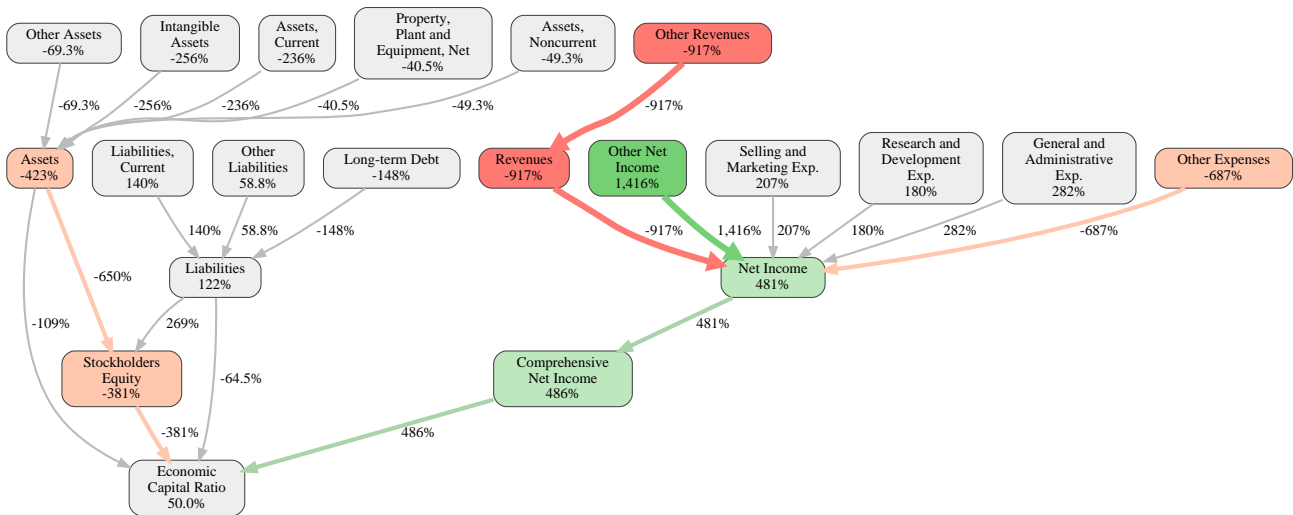 Other Assets
-69.3%
Intangible
Assets
-256%
Assets,
Current
-236%
Property,
Plant and
Equipment, Net
-40.5%
Assets,
Noncurrent
-49.3%
Other Revenues
-917%
-69.3%
-256%
-236%
-40.5%
-49.3%
-917%
Assets
-423%
Liabilities,
Current
140%
Other
Liabilities
58.8%
Long-term Debt
-148%
Revenues
-917%
Other Net
Income
1,416%
Selling and
Marketing Exp.
207%
Research and
Development
Exp.
180%
General and
Administrative
Exp.
282%
Other Expenses
-687%
140%
58.8%
-148%
-917%
1,416%
207%
180%
282%
-687%
-650%
Liabilities
122%
Net Income
481%
-109%
269%
481%
Stockholders
Equity
-381%
-64.5%
Comprehensive
Net Income
486%
-381%
486%
Economic
Capital Ratio
50.0%